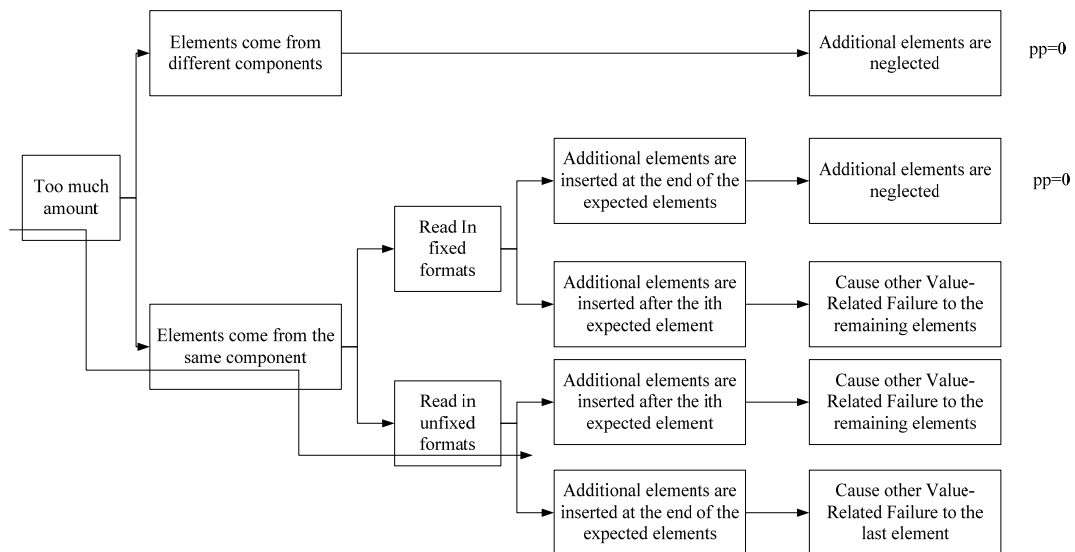 Elements come from
different components
Additional elements are
neglected
pp=0
Too much
amount
Additional elements are
inserted at the end of the
expected elements
Additional elements are
neglected
pp=0
Read In
fixed
formats
Additional elements are
inserted after the ith
expected element
Cause other Value-
Related Failure to the
remaining elements
Elements come from the
same component
Read in
unfixed
formats
Additional elements are
inserted after the ith
expected element
Cause other Value-
Related Failure to the
remaining elements
Additional elements are
inserted at the end of the
expected elements
Cause other Value-
Related Failure to the
last element